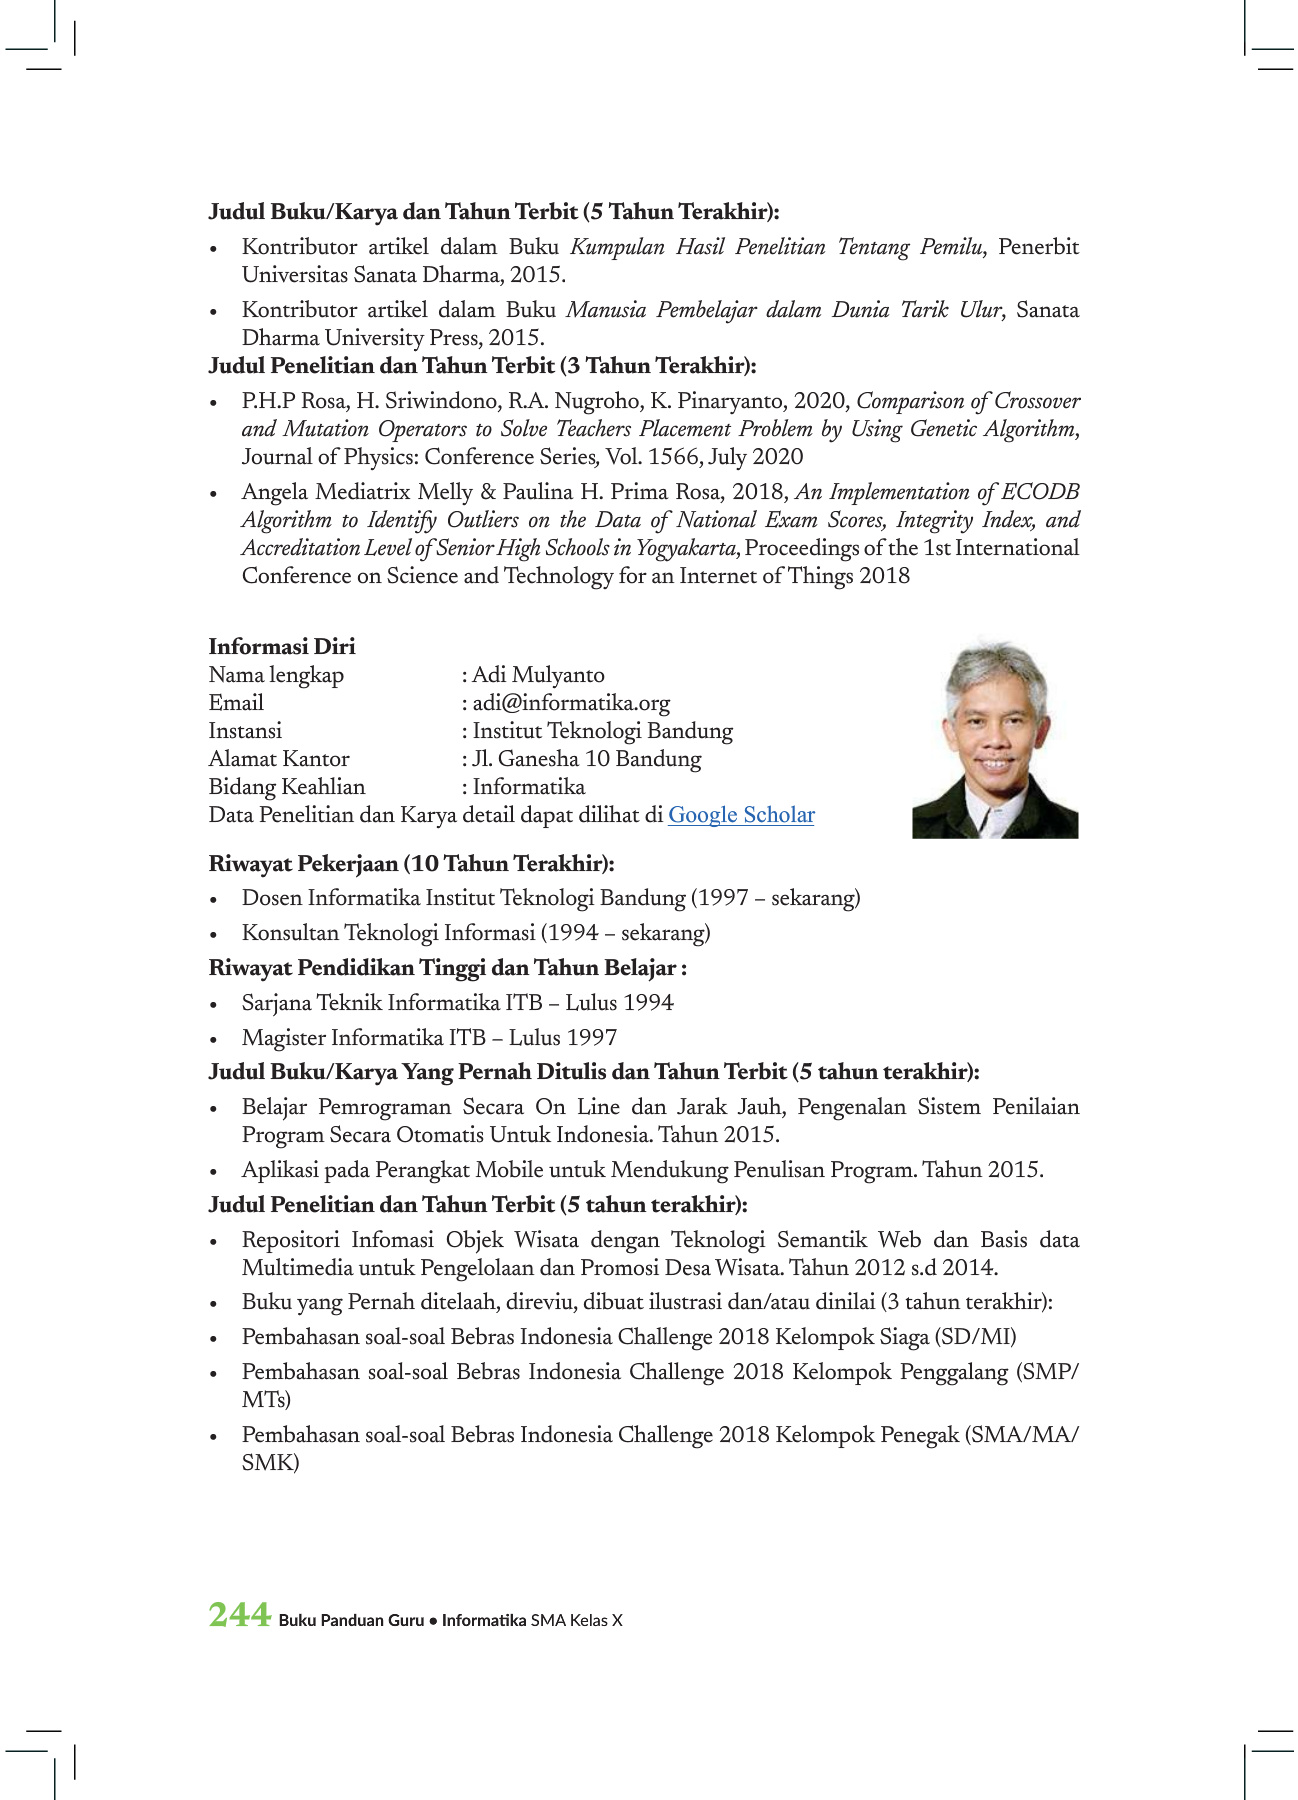 Judul Buku/Karya dan Tahun Terbit (5 Tahun Terakhir):
• Kontributor artikel dalam Buku Kumpulan Hasil Penelitian Tentang Pemilu, Penerbit
Universitas Sanata Dharma, 2015.
• Kontributor artikel dalam Buku Manusia Pembelajar dalam Dunia Tarik Ulur, Sanata
Dharma University Press, 2015.
Judul Penelitian dan Tahun Terbit (3 Tahun Terakhir):
• P.H.P Rosa, H. Sriwindono, R.A. Nugroho, K. Pinaryanto, 2020, Comparison of Crossover
and Mutation Operators to Solve Teachers Placement Problem by Using Genetic Algorithm,
Journal of Physics: Conference Series, Vol. 1566, July 2020
• Angela Mediatrix Melly & Paulina H. Prima Rosa, 2018, An Implementation of ECODB
Algorithm to Identify Outliers on the Data of National Exam Scores, Integrity Index, and
Accreditation Level of Senior High Schools in Yogyakarta, Proceedings of the 1st International
Conference on Science and Technology for an Internet of Things 2018
Informasi Diri
Nama lengkap : Adi Mulyanto
Email : adi@informatika.org
Instansi : Institut Teknologi Bandung
Alamat Kantor : Jl. Ganesha 10 Bandung
Bidang Keahlian : Informatika
Data Penelitian dan Karya detail dapat dilihat di Google Scholar
Riwayat Pekerjaan (10 Tahun Terakhir):
• Dosen Informatika Institut Teknologi Bandung (1997 – sekarang)
• Konsultan Teknologi Informasi (1994 – sekarang)
Riwayat Pendidikan Tinggi dan Tahun Belajar :
• Sarjana Teknik Informatika ITB – Lulus 1994
• Magister Informatika ITB – Lulus 1997
Judul Buku/Karya Yang Pernah Ditulis dan Tahun Terbit (5 tahun terakhir):
• Belajar Pemrograman Secara On Line dan Jarak Jauh, Pengenalan Sistem Penilaian
Program Secara Otomatis Untuk Indonesia. Tahun 2015.
• Aplikasi pada Perangkat Mobile untuk Mendukung Penulisan Program. Tahun 2015.
Judul Penelitian dan Tahun Terbit (5 tahun terakhir):
• Repositori Infomasi Objek Wisata dengan Teknologi Semantik Web dan Basis data
Multimedia untuk Pengelolaan dan Promosi Desa Wisata. Tahun 2012 s.d 2014.
• Buku yang Pernah ditelaah, direviu, dibuat ilustrasi dan/atau dinilai (3 tahun terakhir):
• Pembahasan soal-soal Bebras Indonesia Challenge 2018 Kelompok Siaga (SD/MI)
• Pembahasan soal-soal Bebras Indonesia Challenge 2018 Kelompok Penggalang (SMP/
MTs)
• Pembahasan soal-soal Bebras Indonesia Challenge 2018 Kelompok Penegak (SMA/MA/
SMK)
244 Buku Panduan Guru • Informatika SMA Kelas X